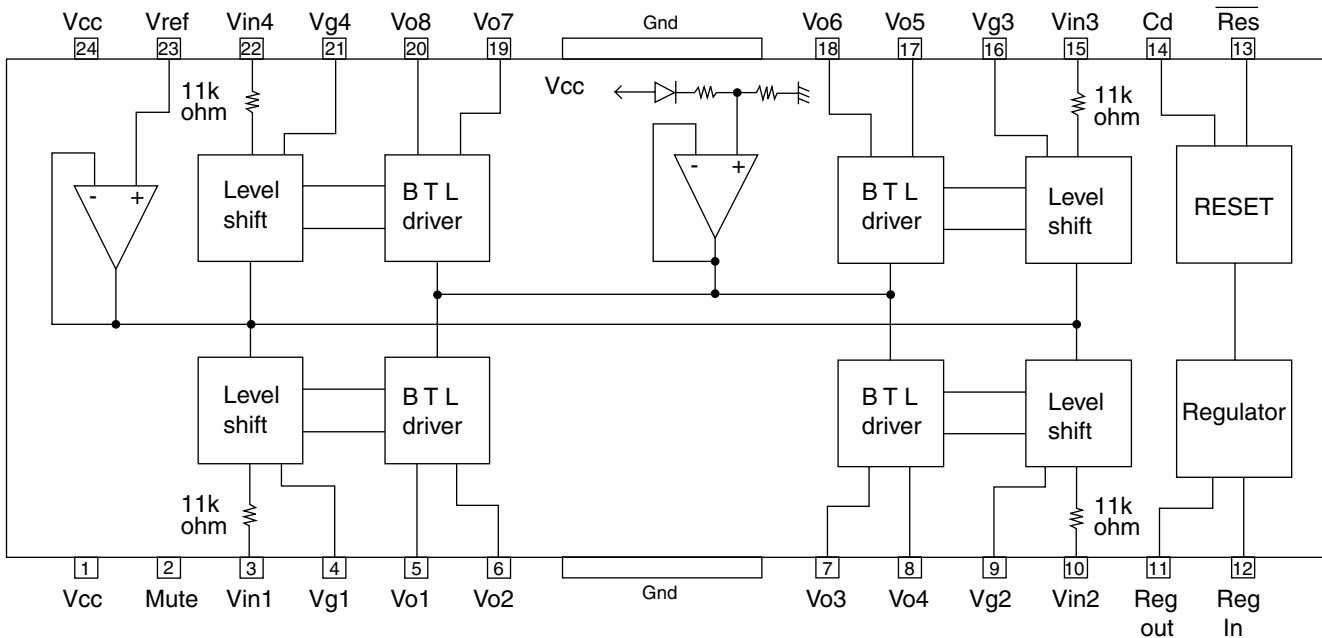 Vcc Vref Vin4 Vg4 Vo8 Vo7 Gnd Vo6 Vo5 Vg3 Vin3 Cd Res
24 23 22 21 20 19 18 17 16 15 14 13
11k
ohm
Vcc
11k
ohm
- +
Level
shift
B T L
driver
- +
B T L
driver
Level
shift
RESET
Level
shift
B T L
driver
B T L
driver
Level
shift
Regulator
11k
ohm
11k
ohm
1 2 3 4 5 6 7 8 9 10 11 12
Vcc Mute Vin1 Vg1 Vo1 Vo2 Gnd Vo3 Vo4 Vg2 Vin2 Reg Reg
out In